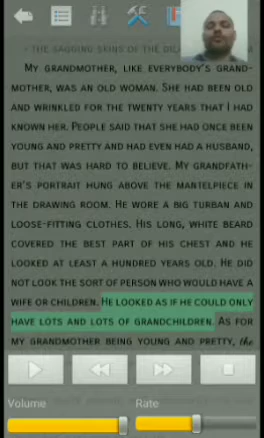 THE SAGGING SKINS OF THE
MY GRANDMOTHER, LIKE EVERYBODY'S GRAND-
MOTHER, WAS AN OLD WOMAN. SHE HAD BEEN OLD
AND WRINKLED FOR THE TWENTY YEARS THAT I HAD
KNOWN HER. PEOPLE SAID THAT SHE HAD ONCE BEEN
YOUNG AND PRETTY AND HAD EVEN HAD A HUSBAND,
BUT THAT WAS HARD TO BELIEVE. MY GRANDFATH-
ER'S PORTRAIT HUNG ABOVE THE MANTELPIECE IN
THE DRAWING ROOM. HE WORE A BIG TURBAN AND
LOOSE-FITTING CLOTHES. HIS LONG, WHITE BEARD
COVERED THE BEST PART OF HIS CHEST AND HE
LOOKED AT LEAST A HUNDRED YEARS OLD. HE DID
NOT LOOK THE SORT OF PERSON WHO WOULD HAVE A
WIFE OR CHILDREN. HE LOOKED AS IF HE COULD ONLY
HAVE LOTS AND LOTS OF GRANDCHILDREN. AS FOR
MY GRANDMOTHER BEING YOUNG AND PRETTY, the
Volume Rate